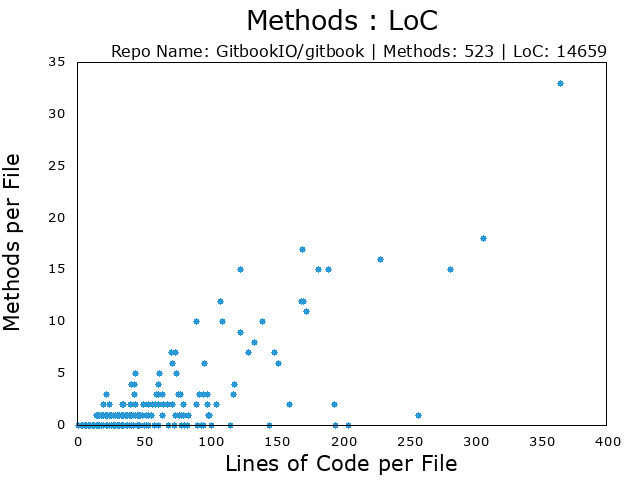 Methods : LoC
Repo Name: GitbookIO/gitbook | Methods: 523 | LoC: 14659
35
30
25
20
15
10
5
0
Methods per File
0 50 100 150 200 250 300 350 400
Lines of Code per File